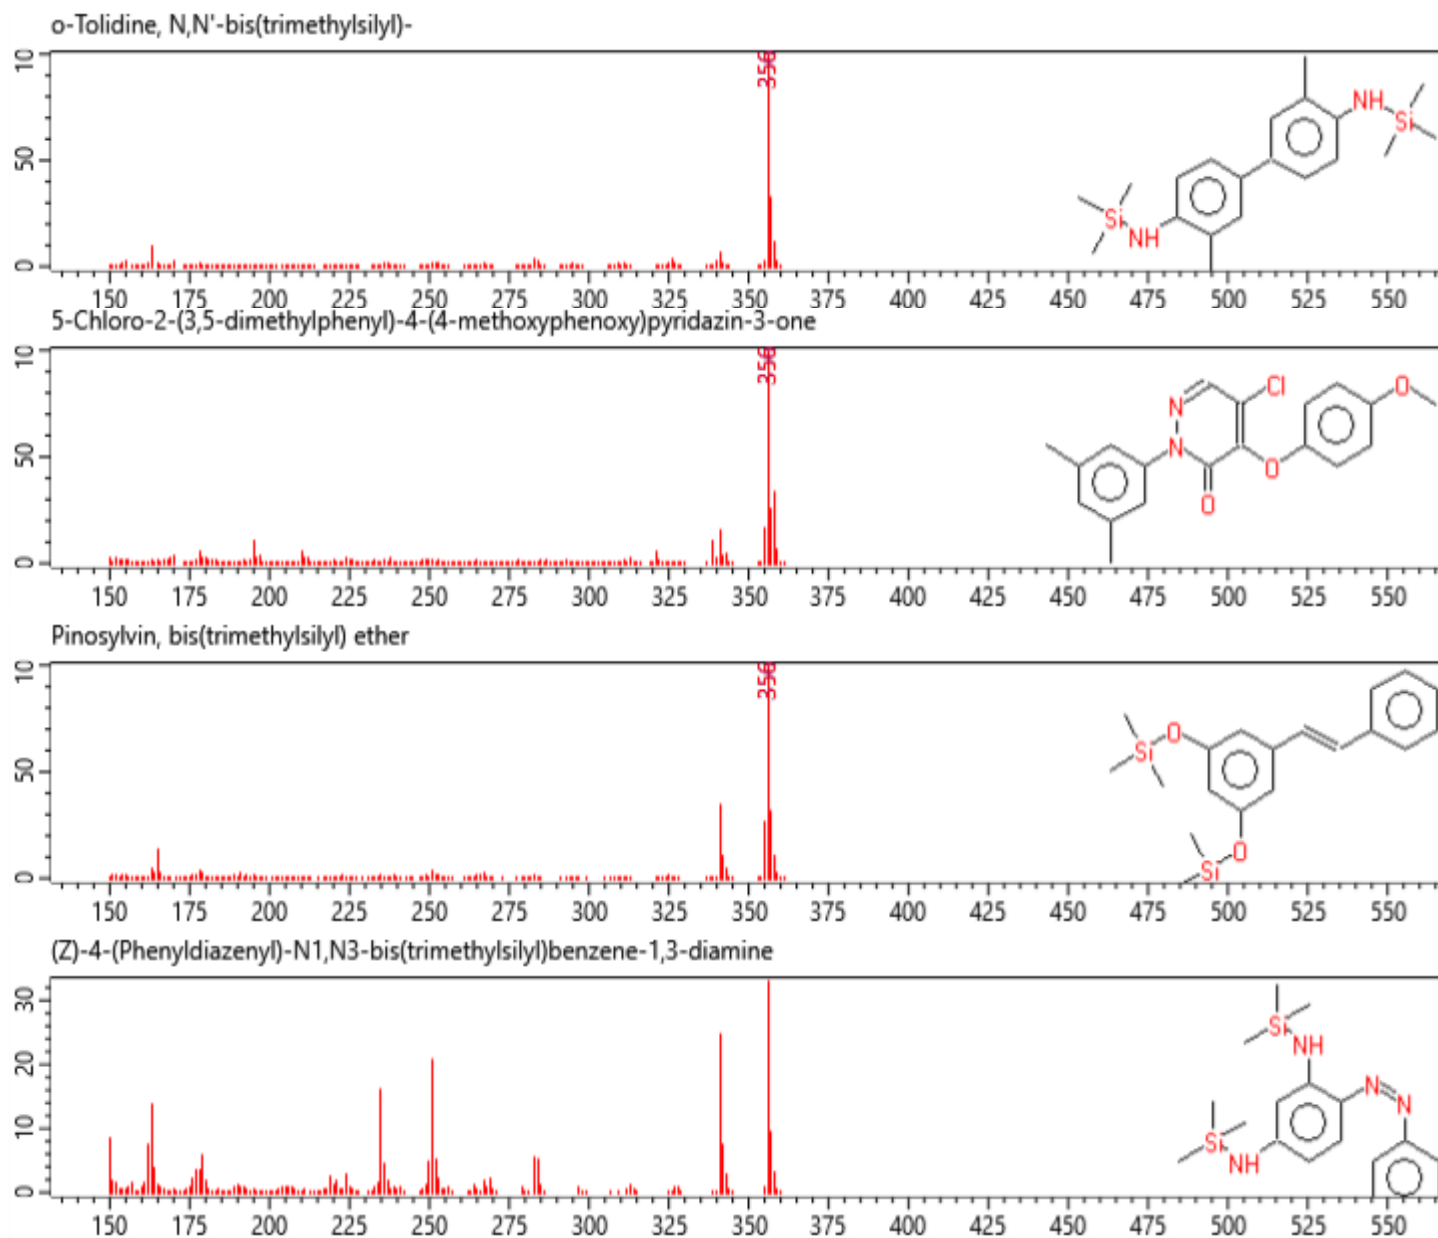 o-Tolidine, N,N'-bis(trimethylsilyl)-
10
50
0
356
NH
Si
Si
NH
150 175 200 225 250 275 300 325 350 375 400 425 450 475 500 525 550
5-Chloro-2-(3,5-dimethylphenyl)-4-(4-methoxyphenoxy)pyridazin-3-one
10
50
0
356
N
Cl
O
N
O
O
150 175 200 225 250 275 300 325 350 375 400 425 450 475 500 525 550
Pinosylvin, bis(trimethylsilyl) ether
10
50
0
356
O
Si
O
Si
150 175 200 225 250 275 300 325 350 375 400 425 450 475 500 525 550
(Z)-4-(Phenyldiazenyl)-N1,N3-bis(trimethylsilyl)benzene-1,3-diamine
30
20
10
0
Si
NH
N
N
Si
NH
150 175 200 225 250 275 300 325 350 375 400 425 450 475 500 525 550